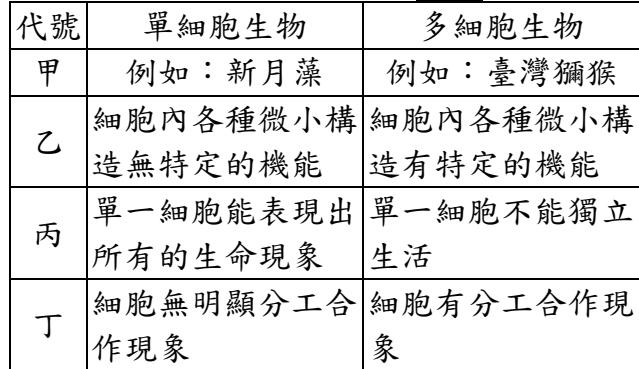 代號 單細胞生物 多細胞生物
甲 例如：新月藻 例如：臺灣獼猴
乙 細胞內各種微小構造無特定的機能 細胞內各種微小構造有特定的機能
丙 單一細胞能表現出所有的生命現象 單一細胞不能獨立生活
丁 細胞無明顯分工合作現象 細胞有分工合作現象